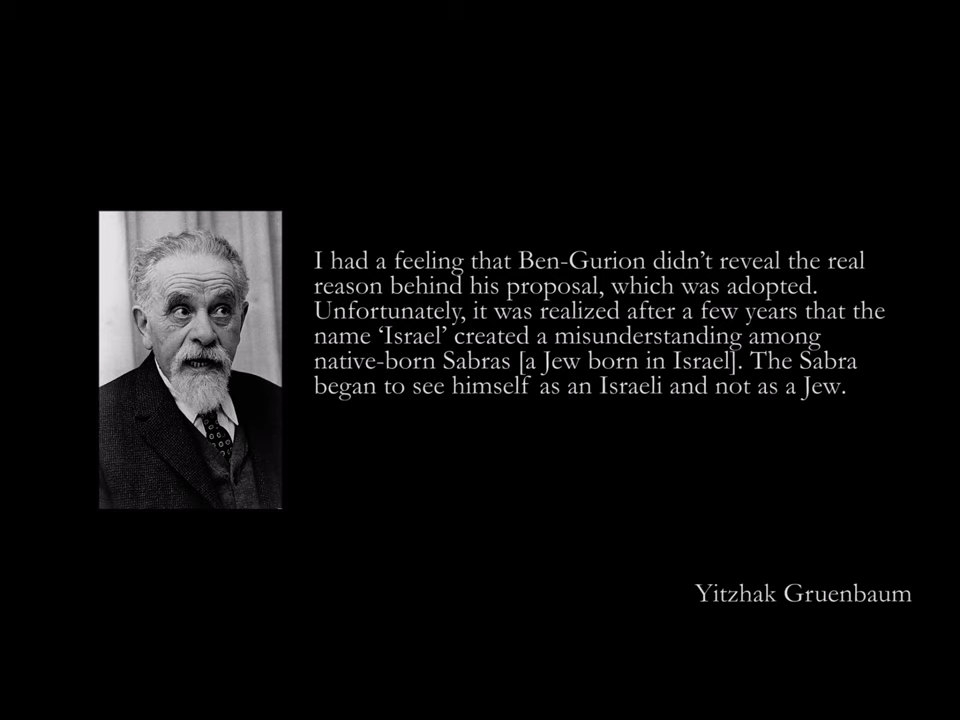 I had a feeling that Ben-Gurion didn't reveal the real
reason behind his proposal, which was adopted.
Unfortunately, it was realized after a few years that the
name ‘Israel’ created a misunderstanding among
native-born Sabras [a Jew born in Israel]. The Sabra
began to see himself as an Israeli and not as a Jew.
Yitzhak Gruenbaum